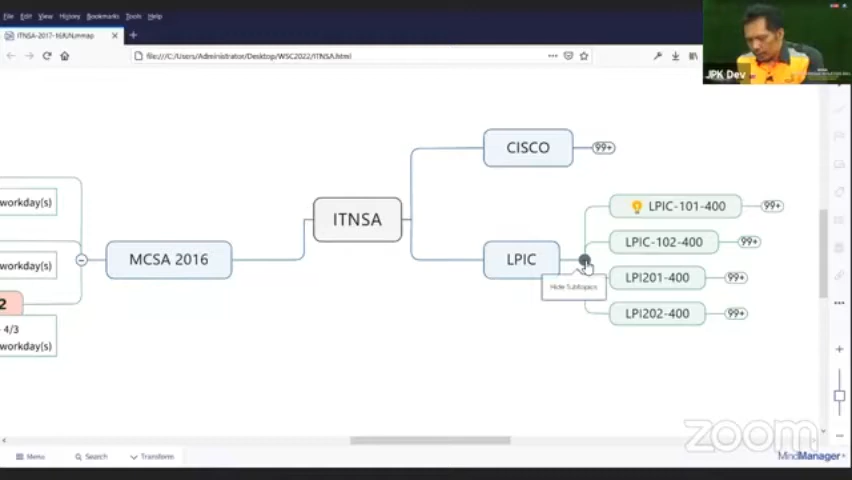 File Edit View History Bookmarks Tools Help
ITNSA-2017-16JUN.mmap
file:///C:/Users/Administrator/Desktop/WSC2022/ITNSA.html
JPK Dev
CISCO
99+
workday(s)
ITNSA
LPIC-101-400
99+
LPIC-102-400
99+
workday(s)
MCSA 2016
LPIC
LPI201-400
99+
Hide Subtopics
2
LPI202-400
99+
- 4/3
workday(s)
zoom
Menu
Search
Transform
MindManager